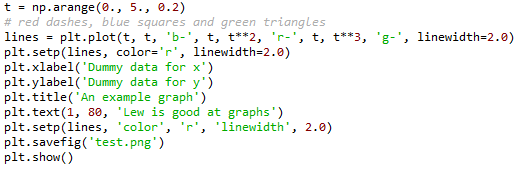 t = np.arange(0., 5., 0.2)
# red dashes, blue squares and green triangles
lines = plt.plot(t, t, 'b-', t, t**2, 'r-', t, t**3, 'g-', linewidth=2.0)
plt.setp(lines, color='r', linewidth=2.0)
plt.xlabel('Dummy data for x')
plt.ylabel('Dummy data for y')
plt.title('An example graph')
plt.text(1, 80, 'Lew is good at graphs')
plt.setp(lines, 'color', 'r', 'linewidth', 2.0)
plt.savefig('test.png')
plt.show()